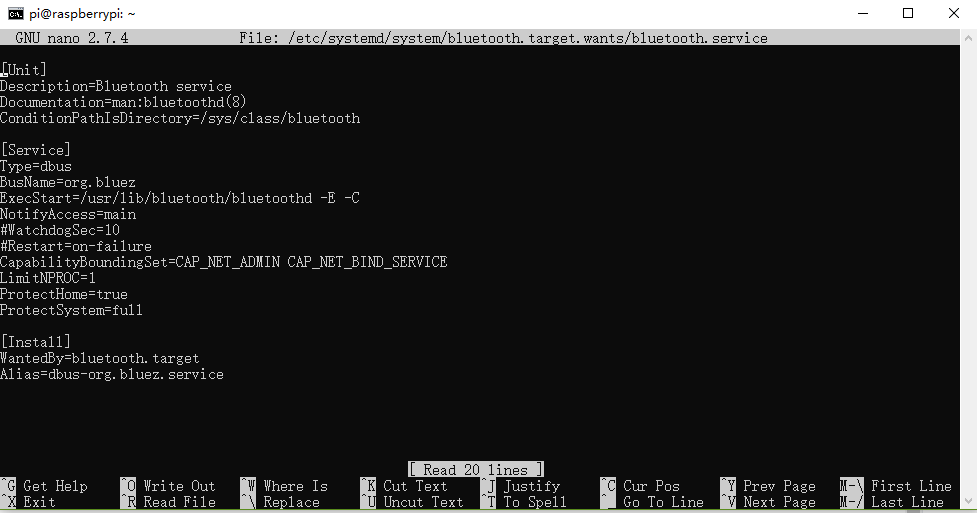 pi@raspberrypi: ~
GNU nano 2.7.4 File: /etc/systemd/system/bluetooth.target.wants/bluetooth.service
[Unit]
Description=Bluetooth service
Documentation=man:bluetoothd(8)
ConditionPathIsDirectory=/sys/class/bluetooth
[Service]
Type=dbus
BusName=org.bluez
ExecStart=/usr/lib/bluetooth/bluetoothd -E -C
NotifyAccess=main
#WatchdogSec=10
#Restart=on-failure
CapabilityBoundingSet=CAP_NET_ADMIN CAP_NET_BIND_SERVICE
LimitNPROC=1
ProtectHome=true
ProtectSystem=full
[Install]
WantedBy=bluetooth.target
Alias=dbus-org.bluez.service
[ Read 20 lines ]
^G Get Help ^O Write Out ^W Where Is ^K Cut Text ^J Justify ^C Cur Pos ^Y Prev Page M-\ First Line
^X Exit ^R Read File ^\ Replace ^U Uncut Text ^T To Spell ^_ Go To Line ^V Next Page M-/ Last Line